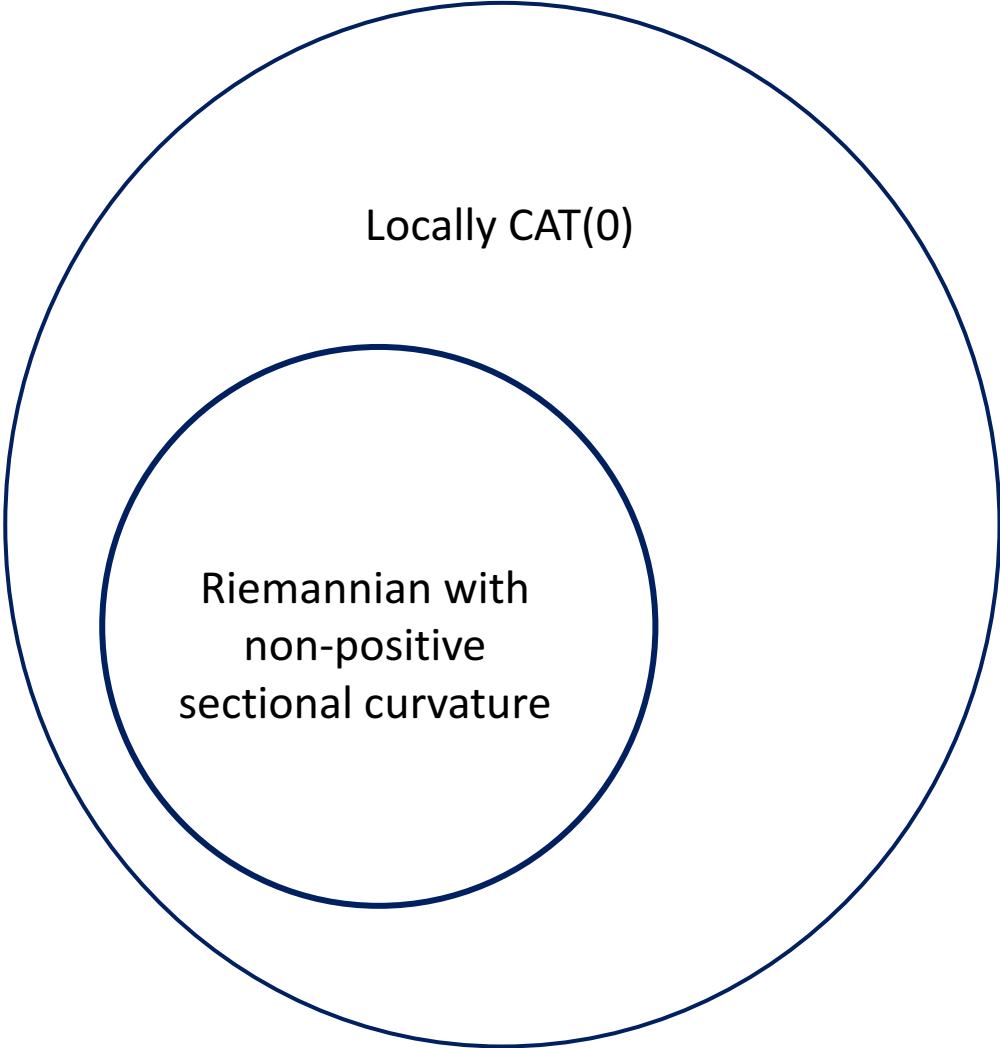 Locally CAT(0)
Riemannian with
non-positive
sectional curvature